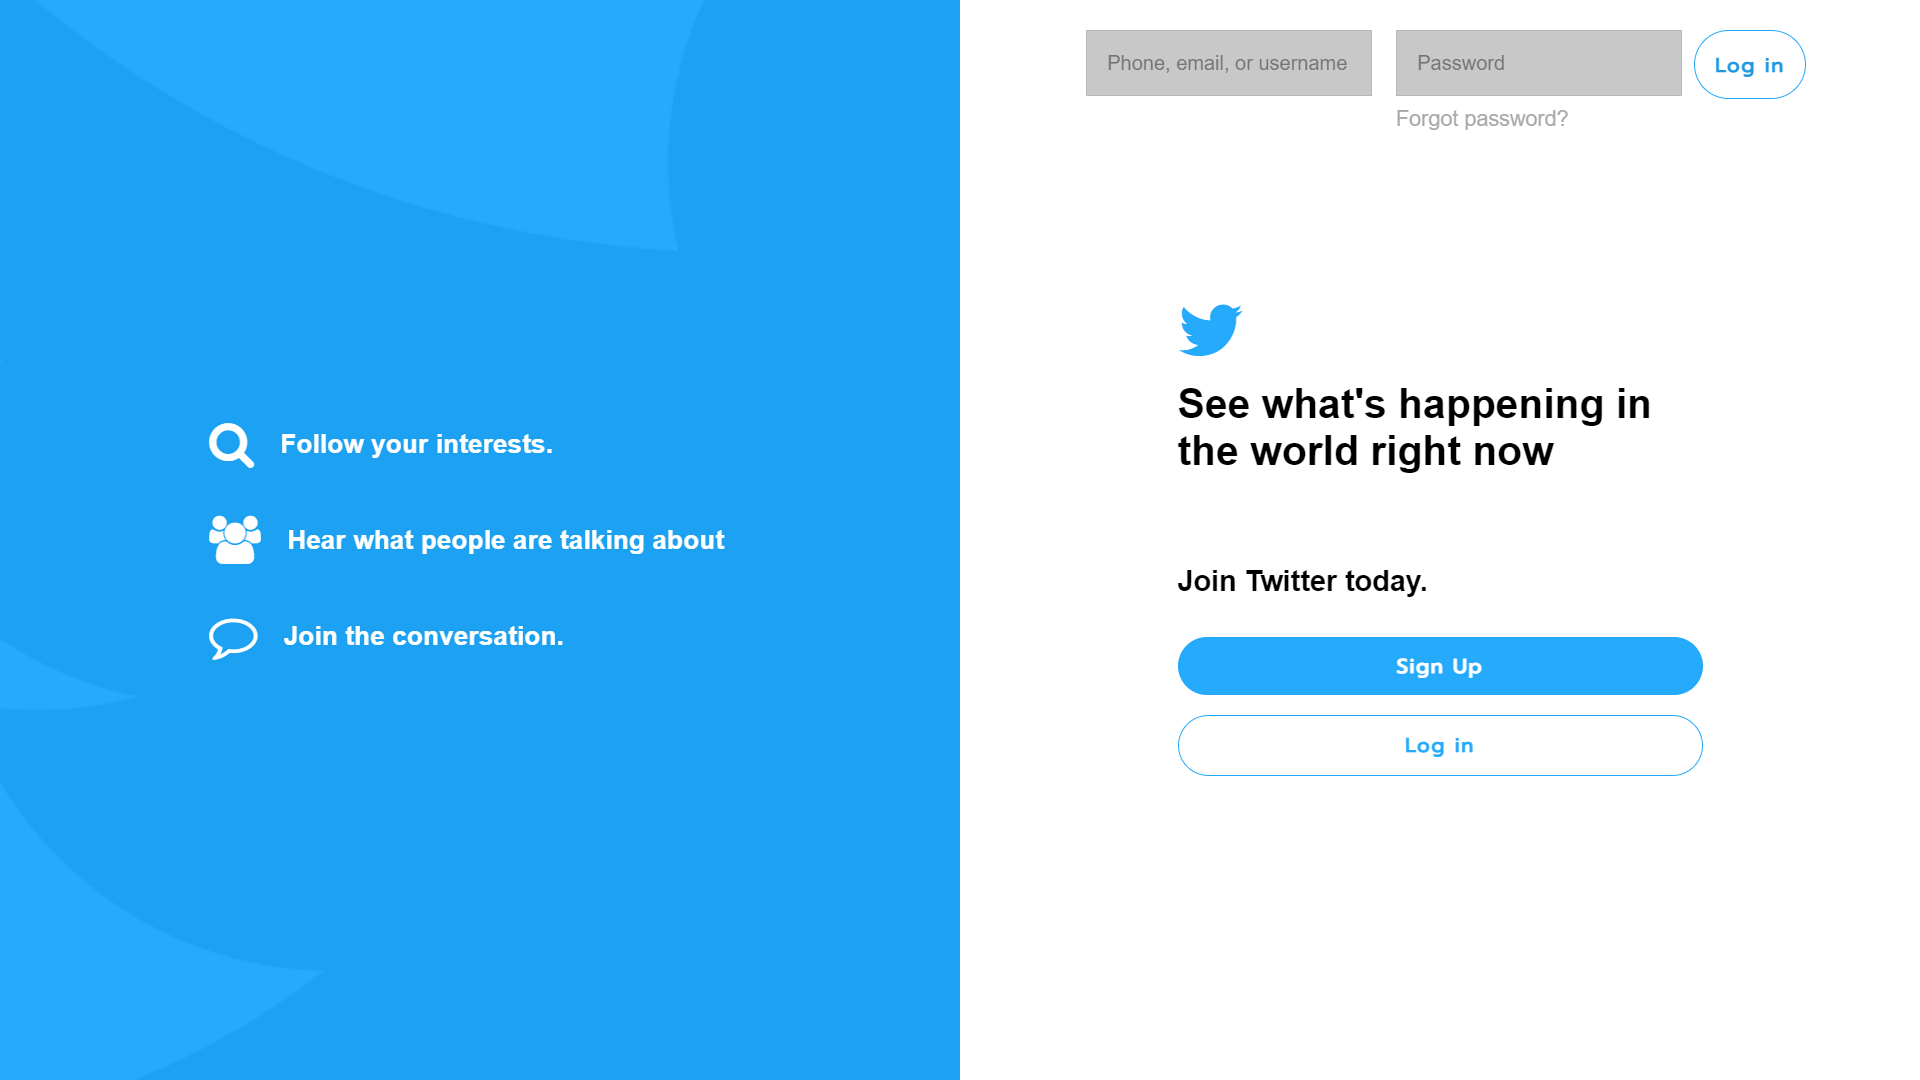 Phone, email, or username
Password
Log in
Forgot password?
Follow your interests.
Hear what people are talking about
Join the conversation.
See what's happening in
the world right now
Join Twitter today.
Sign Up
Log in